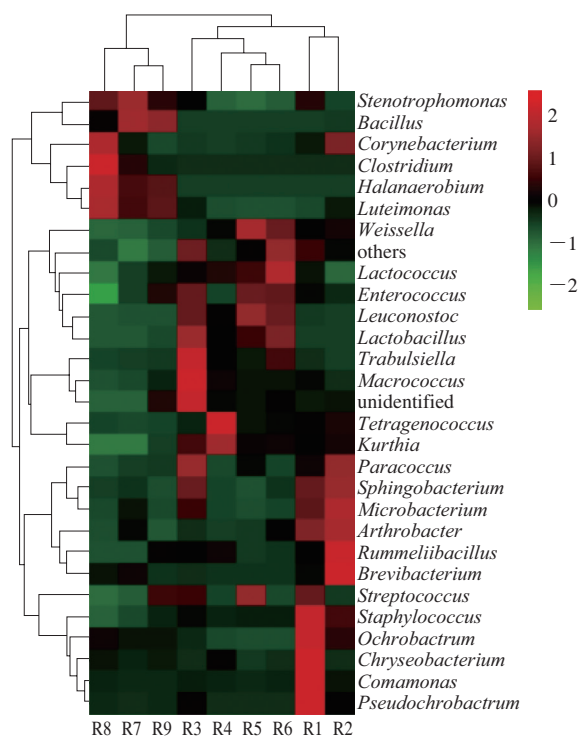 Stenotrophomonas
Bacillus
Corynebacterium
Clostridium
Halanaerobium
Luteimonas
Weissella
others
Lactococcus
Enterococcus
Leuconostoc
Lactobacillus
Trabulsiella
Macrococcus
unidentified
Tetragenococcus
Kurthia
Paracoccus
Sphingobacterium
Microbacterium
Arthrobacter
Rummeliibacillus
Brevibacterium
Streptococcus
Staphylococcus
Ochrobactrum
Chryseobacterium
Comamonas
Pseudochrobactrum
R8 R7 R9 R3 R4 R5 R6 R1 R2
2
1
0
−1
−2